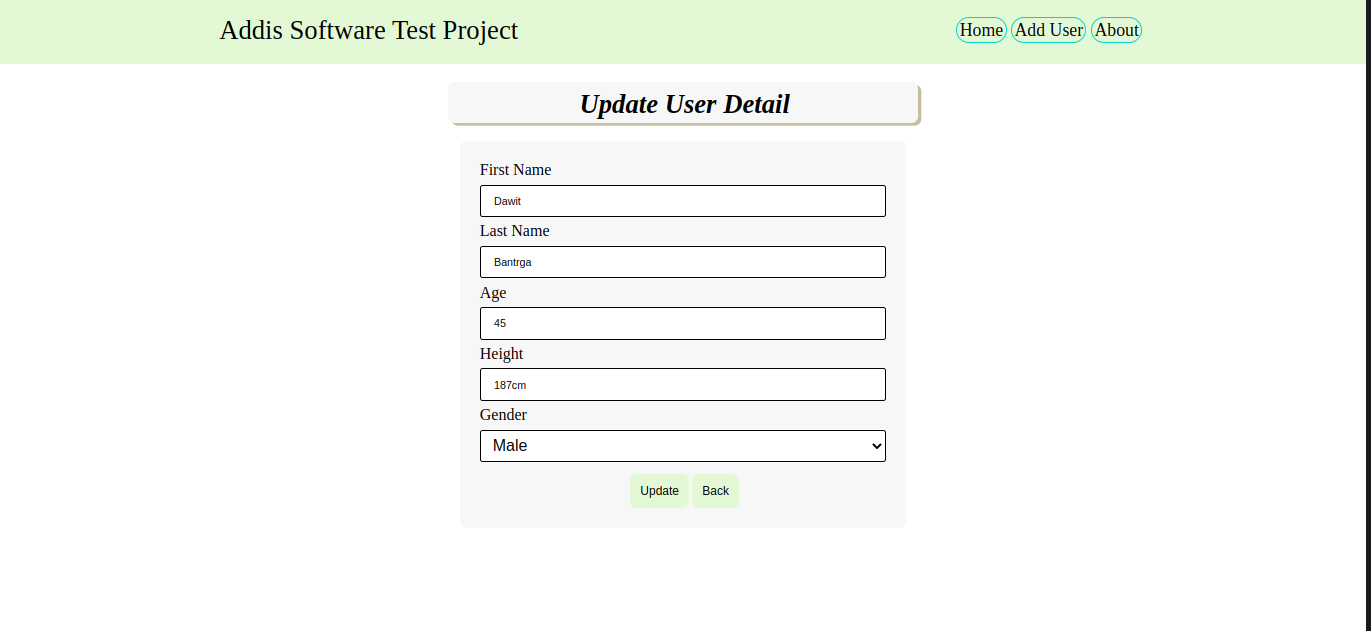 Addis Software Test Project
Home Add User About
Update User Detail
First Name
Dawit
Last Name
Bantrga
Age
45
Height
187cm
Gender
Male
Update Back